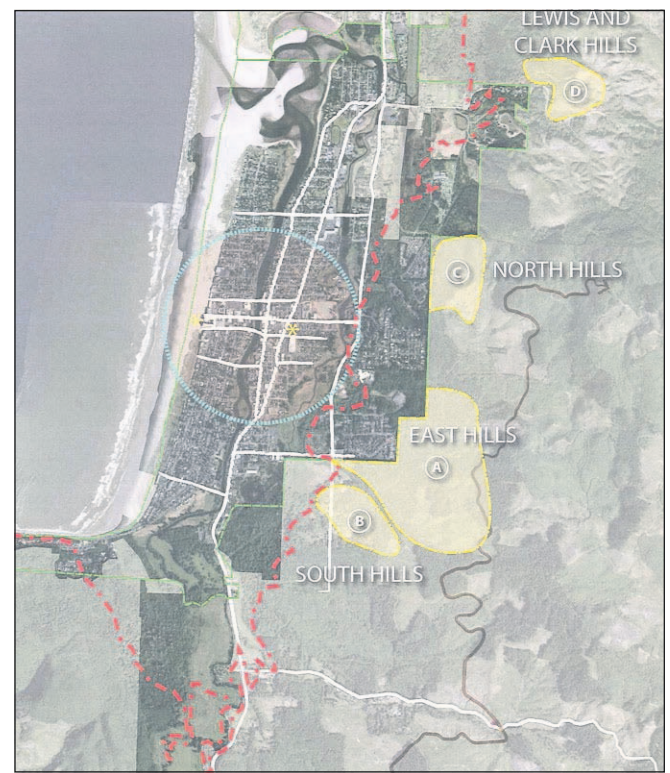 LEWIS AND
CLARK HILLS
D
C
NORTH HILLS
EAST HILLS
A
B
SOUTH HILLS